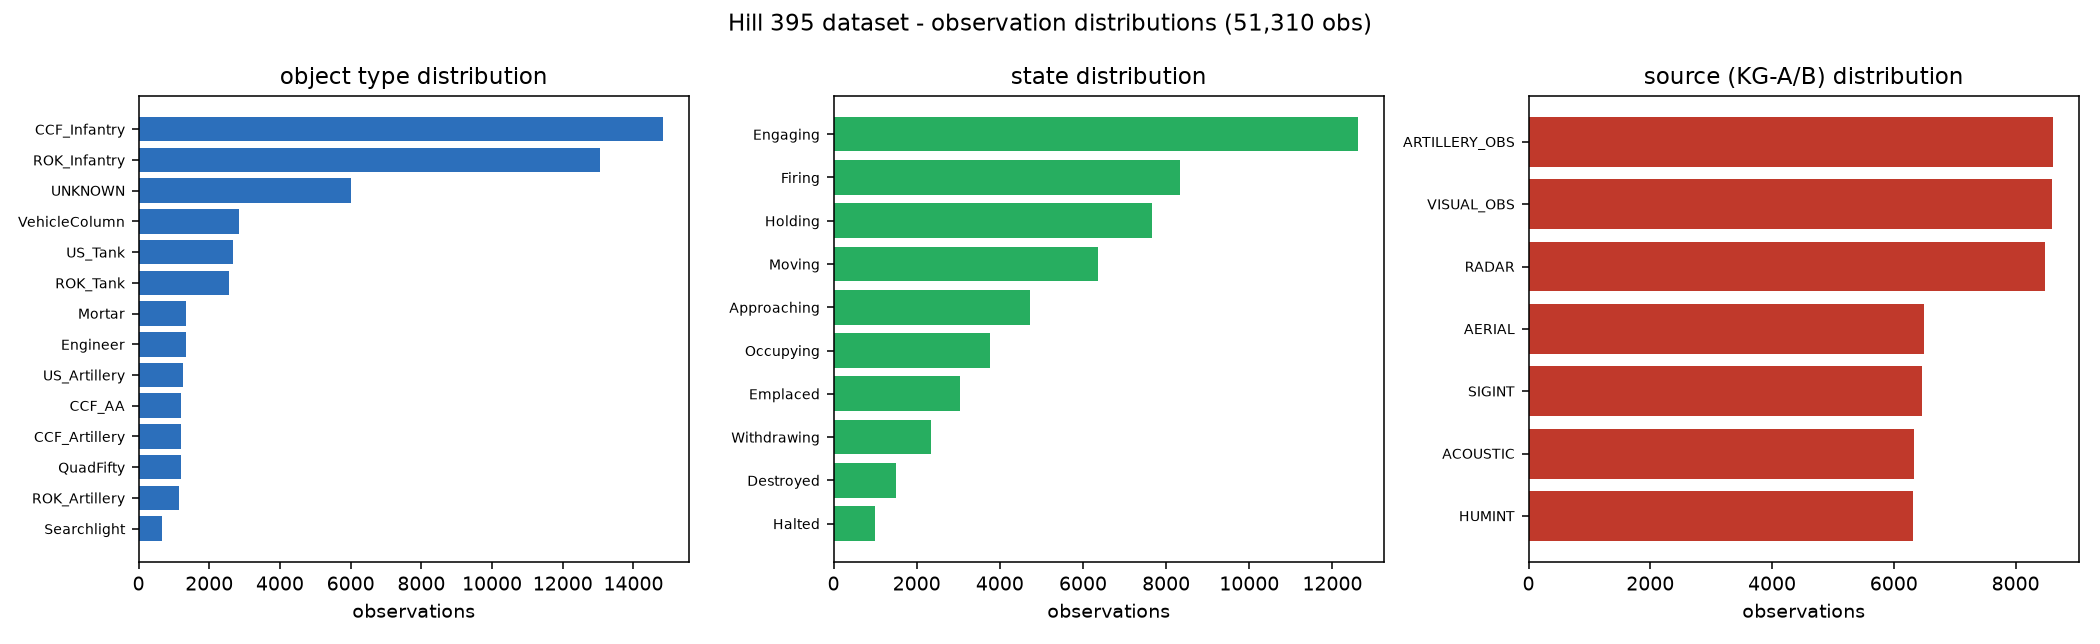 Hill 395 dataset - observation distributions (51,310 obs)
object type distribution
CCF_Infantry
ROK_Infantry
UNKNOWN
VehicleColumn
US_Tank
ROK_Tank
Mortar
Engineer
US_Artillery
CCF_AA
CCF_Artillery
QuadFifty
ROK_Artillery
Searchlight
0 2000 4000 6000 8000 10000 12000 14000
observations
state distribution
Engaging
Firing
Holding
Moving
Approaching
Occupying
Emplaced
Withdrawing
Destroyed
Halted
0 2000 4000 6000 8000 10000 12000
observations
source (KG-A/B) distribution
ARTILLERY_OBS
VISUAL_OBS
RADAR
AERIAL
SIGINT
ACOUSTIC
HUMINT
0 2000 4000 6000 8000
observations